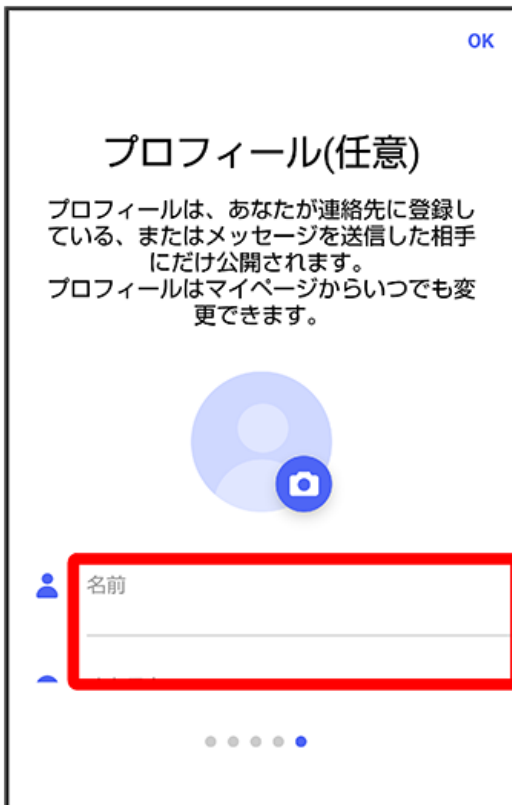 OK
プロフィール(任意)
プロフィールは、あなたが連絡先に登録し
ている、またはメッセージを送信した相手
にだけ公開されます。
プロフィールはマイページからいつでも変
更できます。
名前